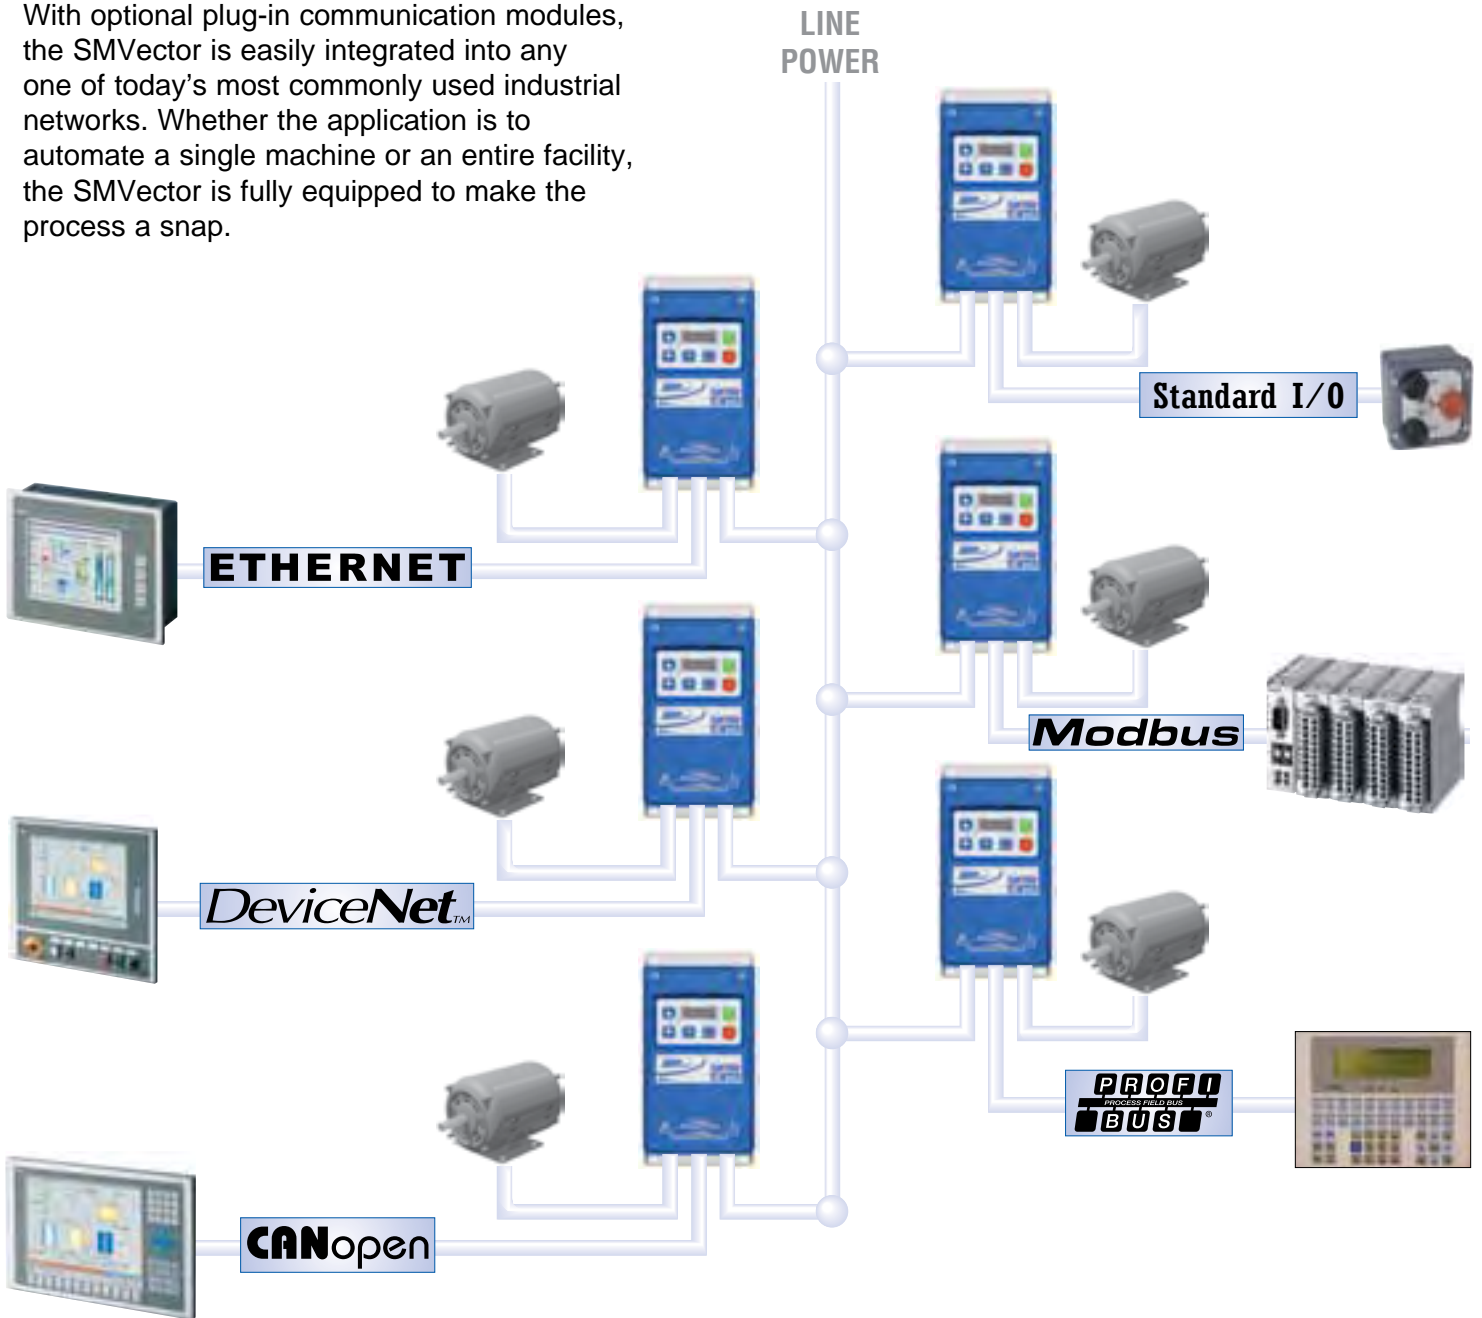 With optional plug-in communication modules,
the SMVector is easily integrated into any
one of today's most commonly used industrial
networks. Whether the application is to
automate a single machine or an entire facility,
the SMVector is fully equipped to make the
process a snap.
LINE
POWER
Standard I/O
ETHERNET
Modbus
DeviceNet™
PROFI
PROCESS FIELD BUS
BUS®
CANopen